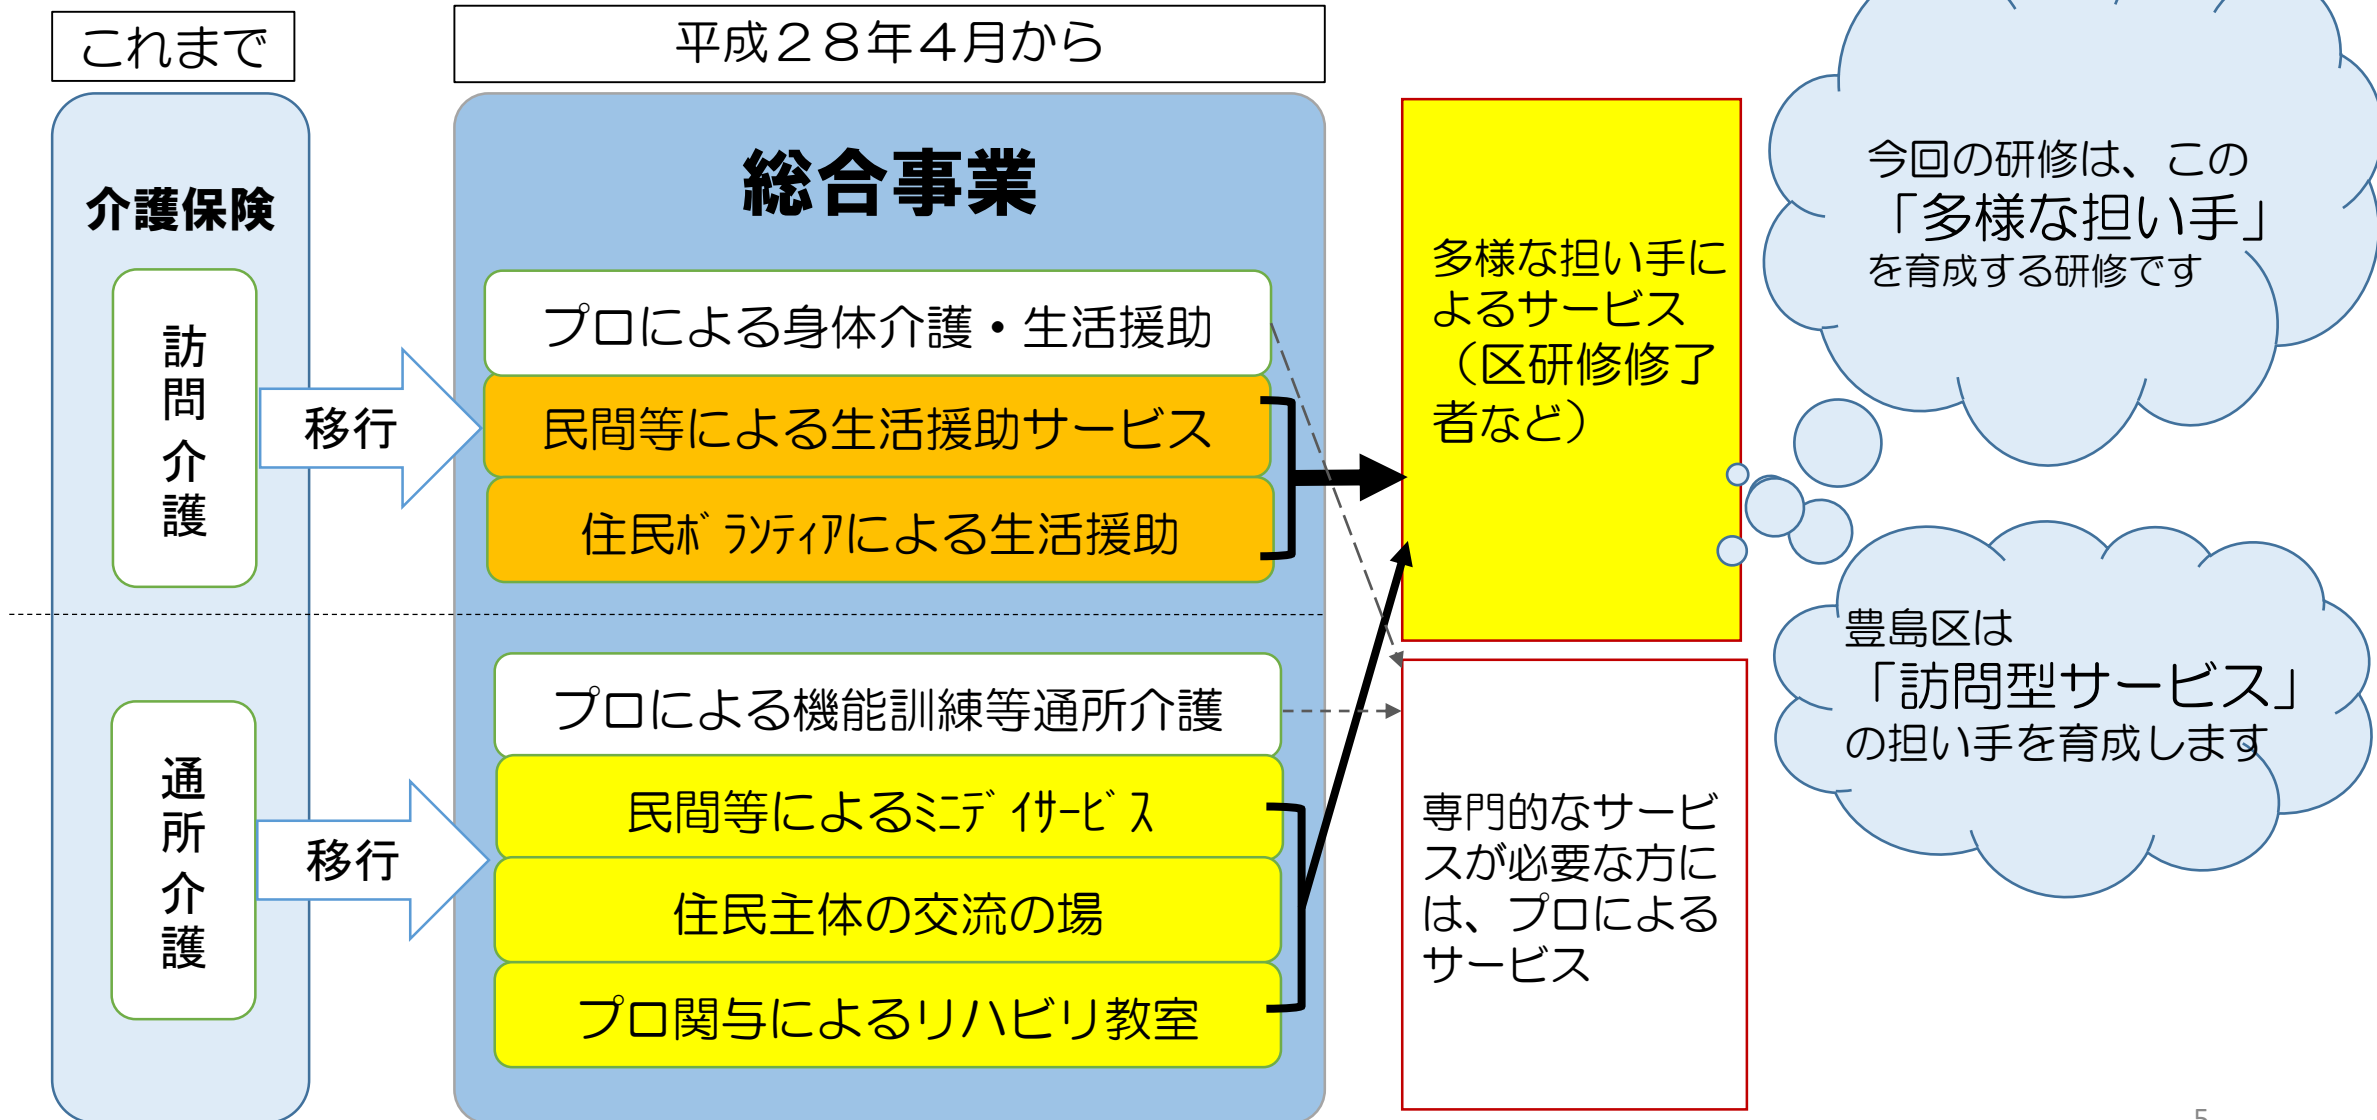 これまで
平成２８年４月から
介護保険
訪問介護
移行
通所介護
移行
総合事業
プロによる身体介護・生活援助
民間等による生活援助サービス
住民ﾎﾞﾗﾝﾃｨｱによる生活援助
プロによる機能訓練等通所介護
民間等によるﾐﾆﾃﾞｲｻｰﾋﾞｽ
住民主体の交流の場
プロ関与によるリハビリ教室
多様な担い手に
よるサービス
（区研修修了
者など）
専門的なサービ
スが必要な方に
は、プロによる
サービス
今回の研修は、この
「多様な担い手」
を育成する研修です
豊島区は
「訪問型サービス」
の担い手を育成します
5